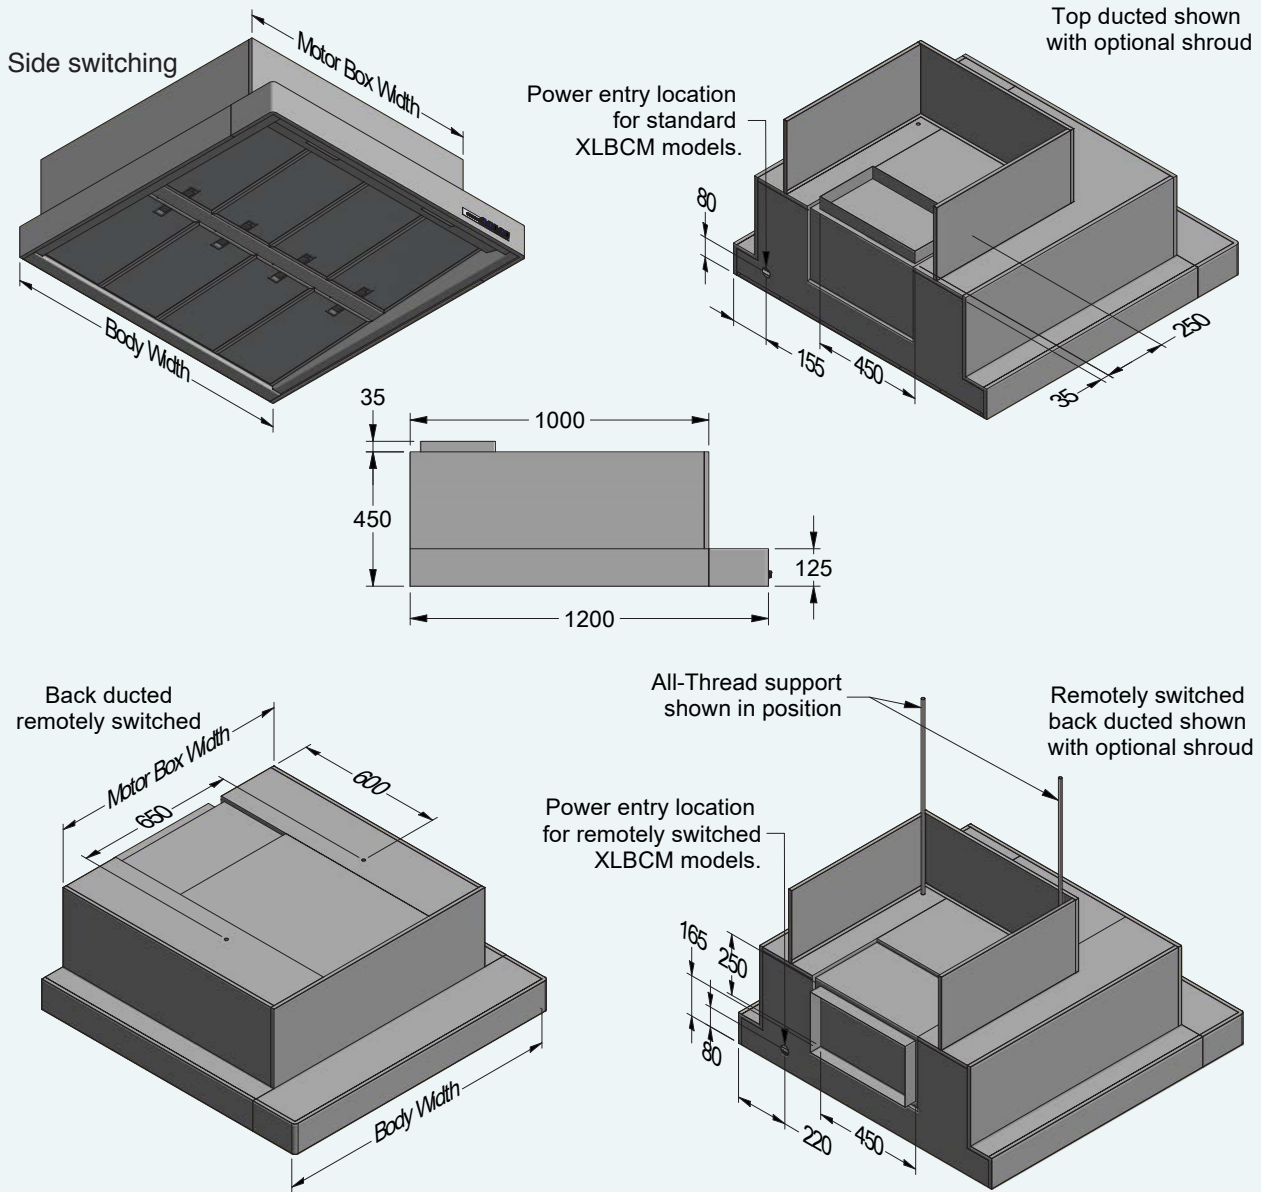 Side switching
Motor Box Width
Body Width
Top ducted shown
with optional shroud
Power entry location
for standard
XLBCM models.
80
155
450
35
250
35
1000
450
125
1200
Back ducted
remotely switched
Motor Box Width
600
650
Body Width
All-Thread support
shown in position
Remotely switched
back ducted shown
with optional shroud
Power entry location
for remotely switched
XLBCM models.
165
250
80
220
450